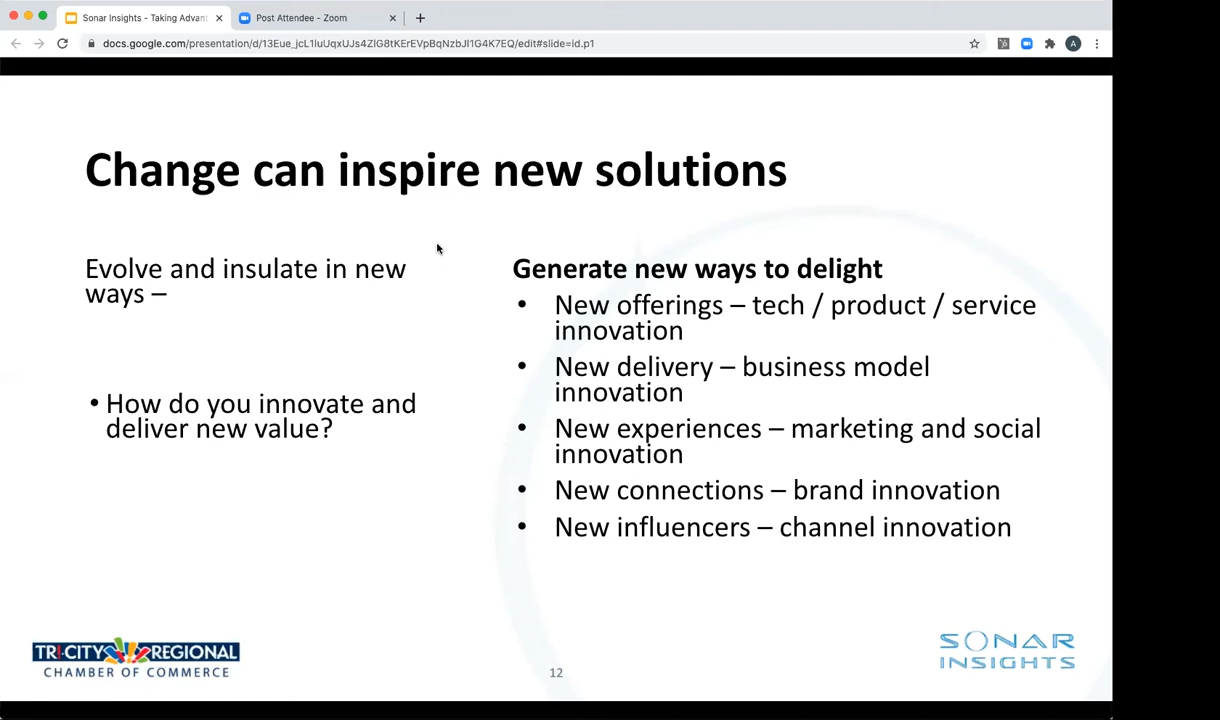 Sonar Insights - Taking Advant
Post Attendee - Zoom
docs.google.com/presentation/d/13Eue_jcL1luUqxUJs4ZlG8tKErEVpBqNzbJI1G4K7EQ/edit#slide=id.p1
A
Change can inspire new solutions
Evolve and insulate in new
ways –
• How do you innovate and
deliver new value?
Generate new ways to delight
• New offerings – tech / product / service
innovation
• New delivery – business model
innovation
• New experiences – marketing and social
innovation
• New connections – brand innovation
• New influencers – channel innovation
TRI-CITY REGIONAL
CHAMBER OF COMMERCE
12
SONAR
INSIGHTS